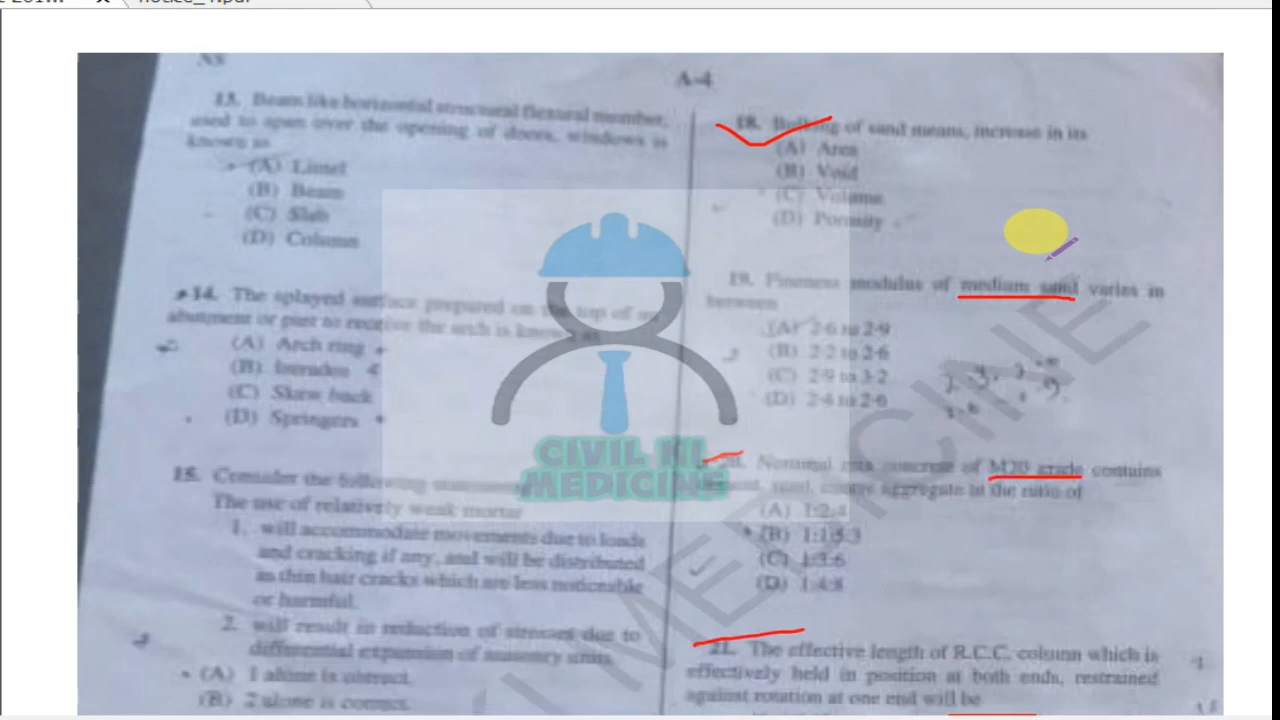 notice_
A-4
13. Beam like horizontal structural flexural member,
used to span over the opening of doors, windows is
known as
(A) Lintel
(B) Beam
(C) Slab
(D) Column
14. The splayed surface prepared on the top of an
abutment or pier to receive the arch is known as
(A) Arch ring
(B) Intrados
(C) Skew back
(D) Springers
15. Consider the following
The use of relatively weak mortar
1. will accommodate movements due to loads
and cracking if any, and will be distributed
as thin hair cracks which are less noticeable
or harmful.
2. will result in reduction of stresses due to
differential expansion of masonry units.
(A) 1 alone is correct.
(B) 2 alone is correct.
18. Bulking of sand means, increase in its
(A) Area
(B) Void
(C) Volume
(D) Porosity
19. Fineness modulus of medium sand varies in
between
(A) 2·6 to 2·9
(B) 2·2 to 2·6
(C) 2·9 to 3·2
(D) 2·4 to 2·6
Nominal mix concrete of M20 grade contains
sand, coarse aggregate in the ratio of
(A) 1:2:4
(B) 1:1·5:3
(C) 1:3:6
(D) 1:4:8
21. The effective length of R.C.C. column which is
effectively held in position at both ends, restrained
against rotation at one end will be
CIVIL KI
MEDICINE
MEDICINE